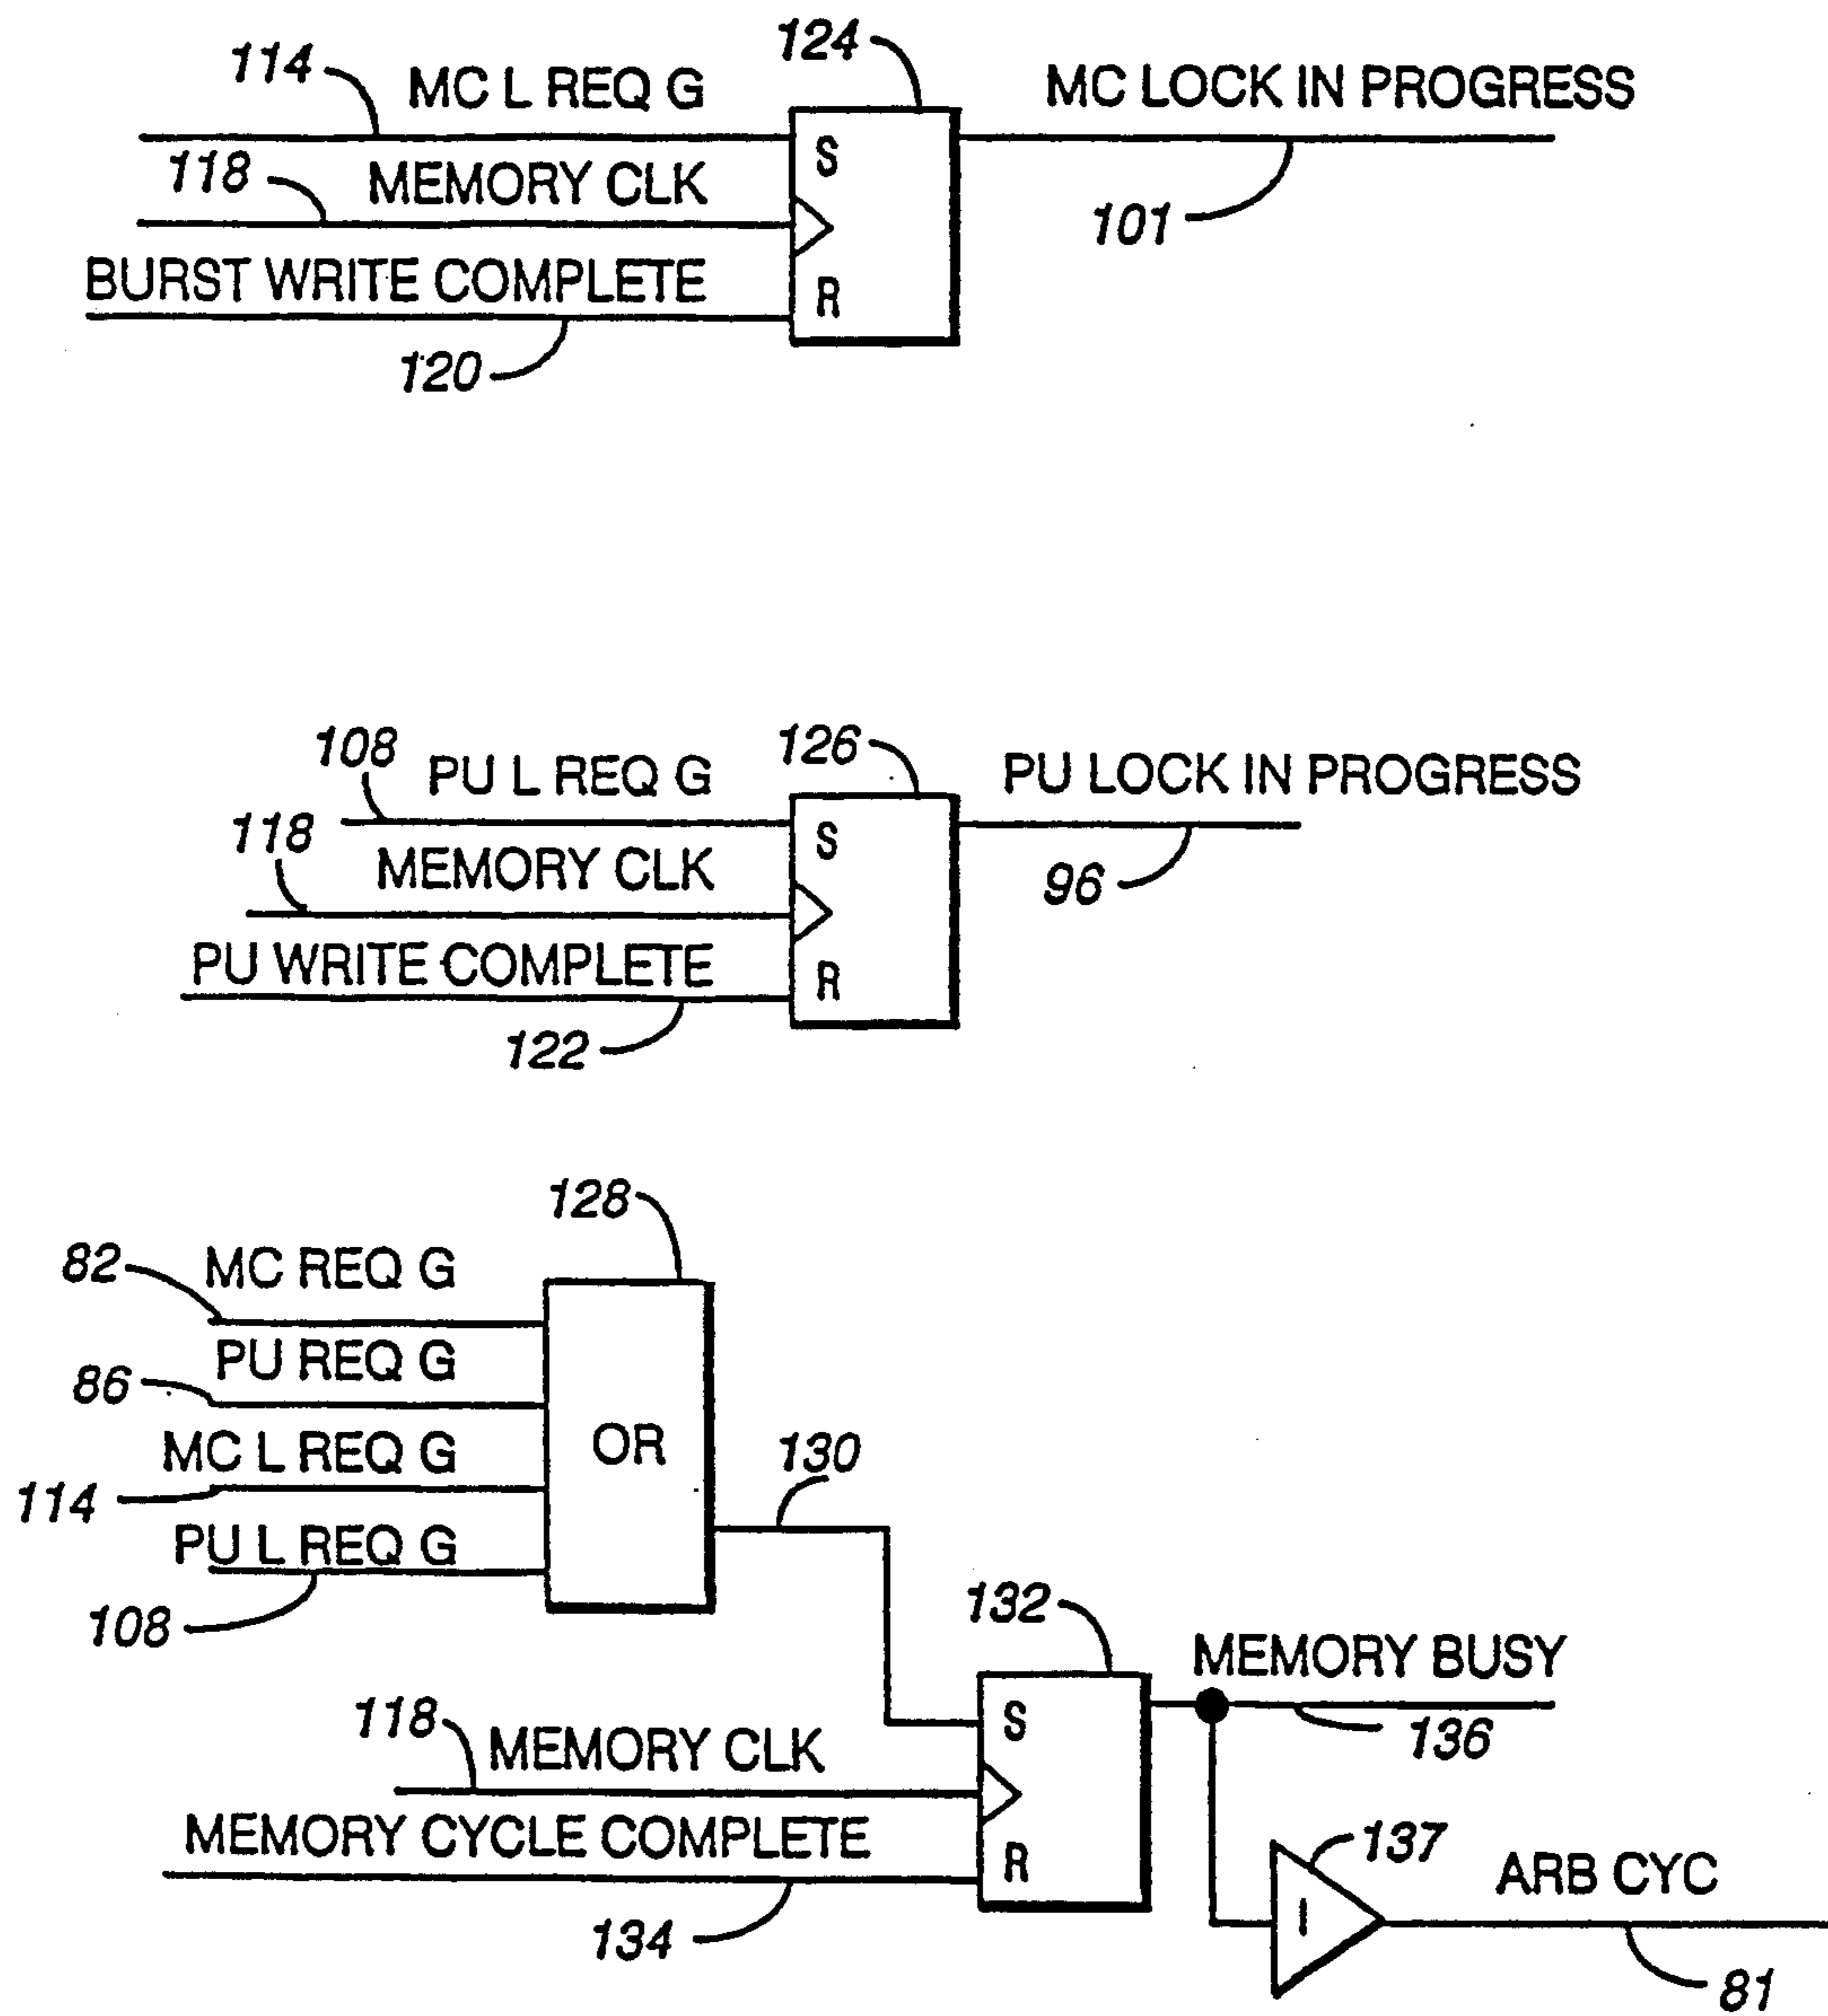 124
114 MC L REQ G MC LOCK IN PROGRESS
S
118 MEMORY CLK
101
BURST WRITE COMPLETE R
120
126
108 PU L REQ G PU LOCK IN PROGRESS
S
118 MEMORY CLK
96
PU WRITE COMPLETE R
122
128
82 MC REQ G
PU REQ G
86
OR
MC L REQ G 130
114
PU L REQ G
108
132
MEMORY BUSY
118 S
MEMORY CLK 136
MEMORY CYCLE COMPLETE 137
R
ARB CYC
134 I
81